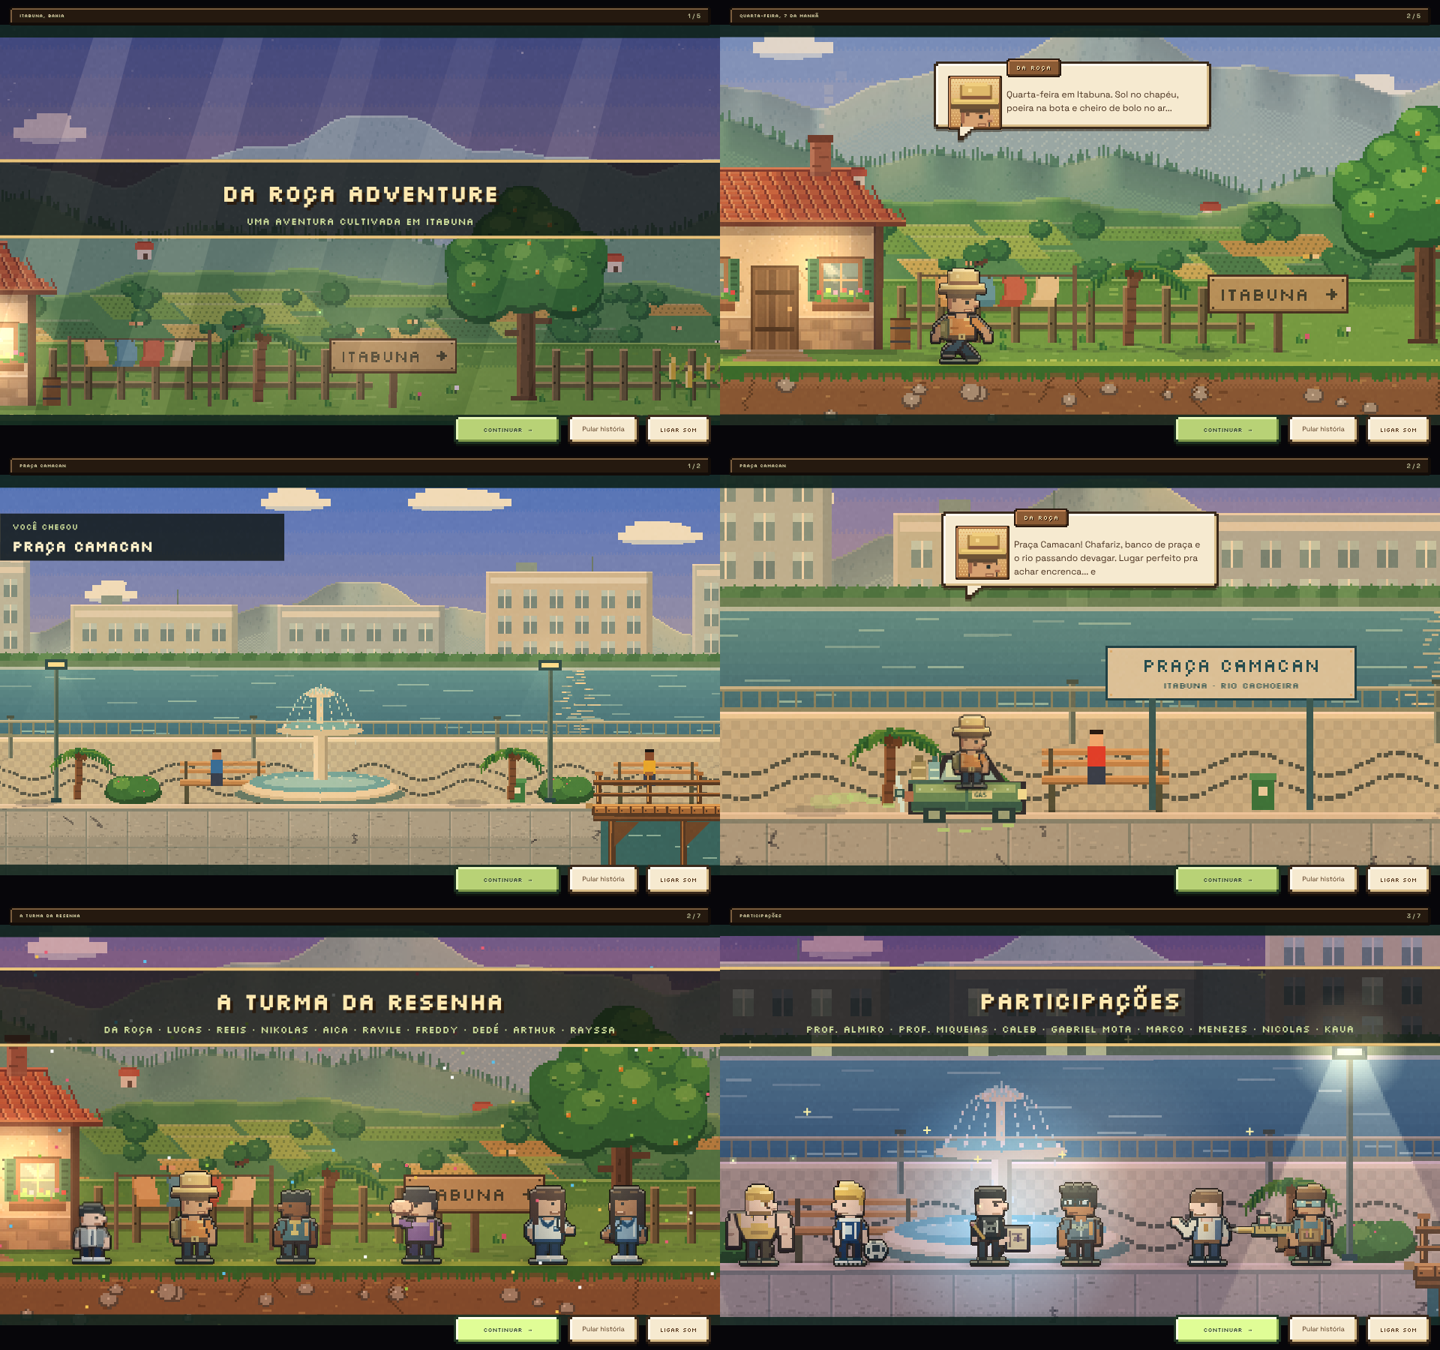 ITABUNA, BAHIA
1/5
DA ROÇA ADVENTURE
UMA AVENTURA CULTIVADA EM ITABUNA
ITABUNA →
CONTINUAR →
Pular história
LIGAR SOM
QUARTA-FEIRA, 7 DA MANHÃ
2/5
DA ROÇA
Quarta-feira em Itabuna. Sol no chapéu,
poeira na bota e cheiro de bolo no ar...
ITABUNA →
CONTINUAR →
Pular história
LIGAR SOM
PRAÇA CAMACAN
1/2
VOCÊ CHEGOU
PRAÇA CAMACAN
CONTINUAR →
Pular história
LIGAR SOM
PRAÇA CAMACAN
2/2
DA ROÇA
Praça Camacan! Chafariz, banco de praça e
o rio passando devagar. Lugar perfeito pra
achar encrenca... e
PRAÇA CAMACAN
ITABUNA · RIO CACHOEIRA
GAS
CONTINUAR →
Pular história
LIGAR SOM
A TURMA DA RESENHA
2/7
A TURMA DA RESENHA
DA ROÇA · LUCAS · REEIS · NIKOLAS · AICA · RAVILE · FREDDY · DEDÉ · ARTHUR · RAYSSA
ABUNA
CONTINUAR →
Pular história
LIGAR SOM
PARTICIPAÇÕES
3/7
PARTICIPAÇÕES
PROF. ALMIRO · PROF. MIQUEIAS · CALEB · GABRIEL MOTA · MARCO · MENEZES · NICOLAS · KAUA
CONTINUAR →
Pular história
LIGAR SOM